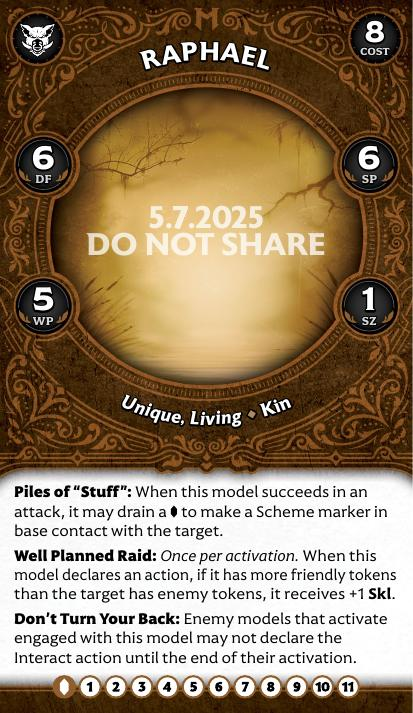 RAPHAEL
8
COST
6
DF
6
SP
5.7.2025
DO NOT SHARE
5
WP
1
SZ
Unique, Living ⬧ Kin
Piles of “Stuff”: When this model succeeds in an
attack, it may drain a ⬧ to make a Scheme marker in
base contact with the target.
Well Planned Raid: Once per activation. When this
model declares an action, if it has more friendly tokens
than the target has enemy tokens, it receives +1 Skl.
Don’t Turn Your Back: Enemy models that activate
engaged with this model may not declare the
Interact action until the end of their activation.
1 2 3 4 5 6 7 8 9 10 11